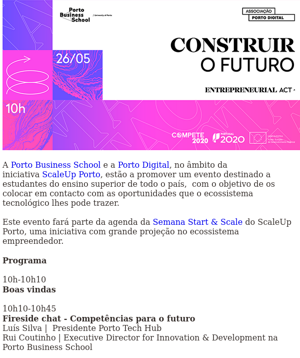 Porto
Business
School
ASSOCIAÇÃO
PORTO DIGITAL
26/05
CONSTRUIR
O FUTURO
ENTREPRENEURIAL ACT
10h
COMPETE
2020
2020
A Porto Business School e a Porto Digital, no âmbito da
iniciativa ScaleUp Porto, estão a promover um evento destinado a
estudantes do ensino superior de todo o país,  com o objetivo de os
colocar em contacto com as oportunidades que o ecossistema
tecnológico lhes pode trazer.
Este evento fará parte da agenda da Semana Start & Scale do ScaleUp
Porto, uma iniciativa com grande projeção no ecossistema
empreendedor.
Programa
10h-10h10
Boas vindas
10h10-10h45
Fireside chat - Competências para o futuro
Luís Silva |  Presidente Porto Tech Hub
Rui Coutinho | Executive Director for Innovation & Development na
Porto Business School